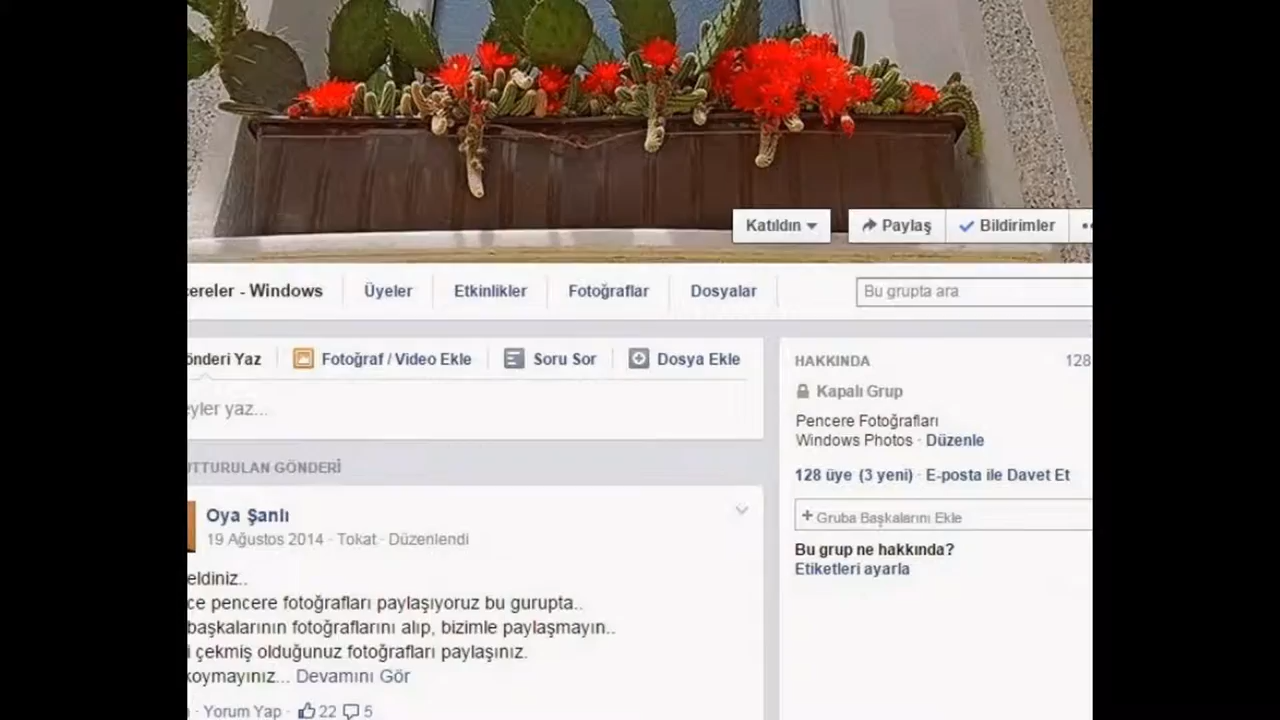 Katıldın
Paylaş
Bildirimler
cereler - Windows
Üyeler
Etkinlikler
Fotoğraflar
Dosyalar
Bu grupta ara
önderi Yaz
Fotoğraf / Video Ekle
Soru Sor
Dosya Ekle
eyler yaz...
UTTURULAN GÖNDERİ
Oya Şanlı
19 Ağustos 2014 · Tokat · Düzenlendi
eldiniz..
ce pencere fotoğrafları paylaşıyoruz bu gurupta..
başkalarının fotoğraflarını alıp, bizimle paylaşmayın..
i çekmiş olduğunuz fotoğrafları paylaşınız.
koymayınız... Devamını Gör
· Yorum Yap · 22 5
HAKKINDA
128
Kapalı Grup
Pencere Fotoğrafları
Windows Photos · Düzenle
128 üye (3 yeni) · E-posta ile Davet Et
+ Gruba Başkalarını Ekle
Bu grup ne hakkında?
Etiketleri ayarla